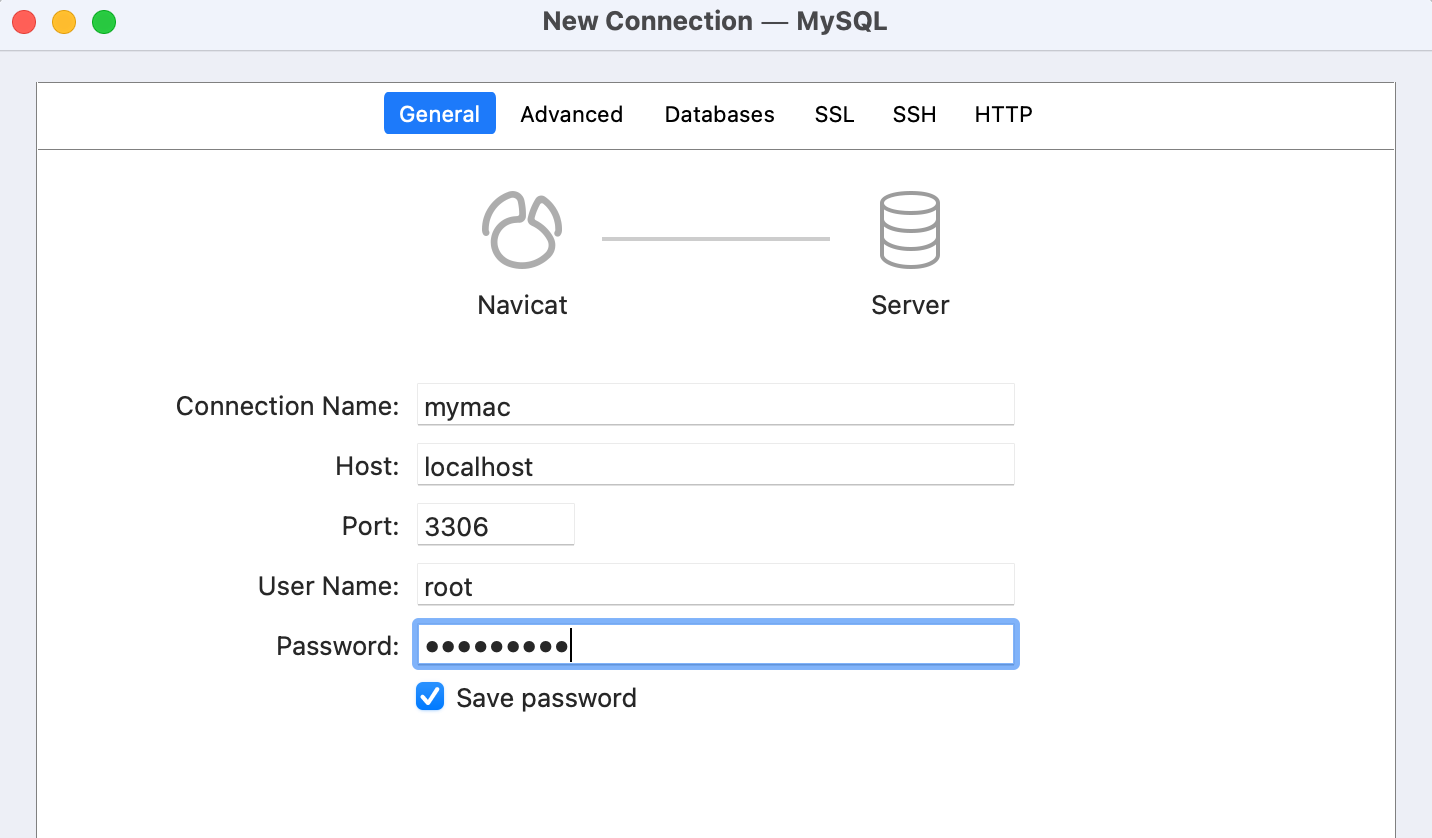 New Connection — MySQL
General Advanced Databases SSL SSH HTTP
Navicat Server
Connection Name: mymac
Host: localhost
Port: 3306
User Name: root
Password: •••••••••
Save password